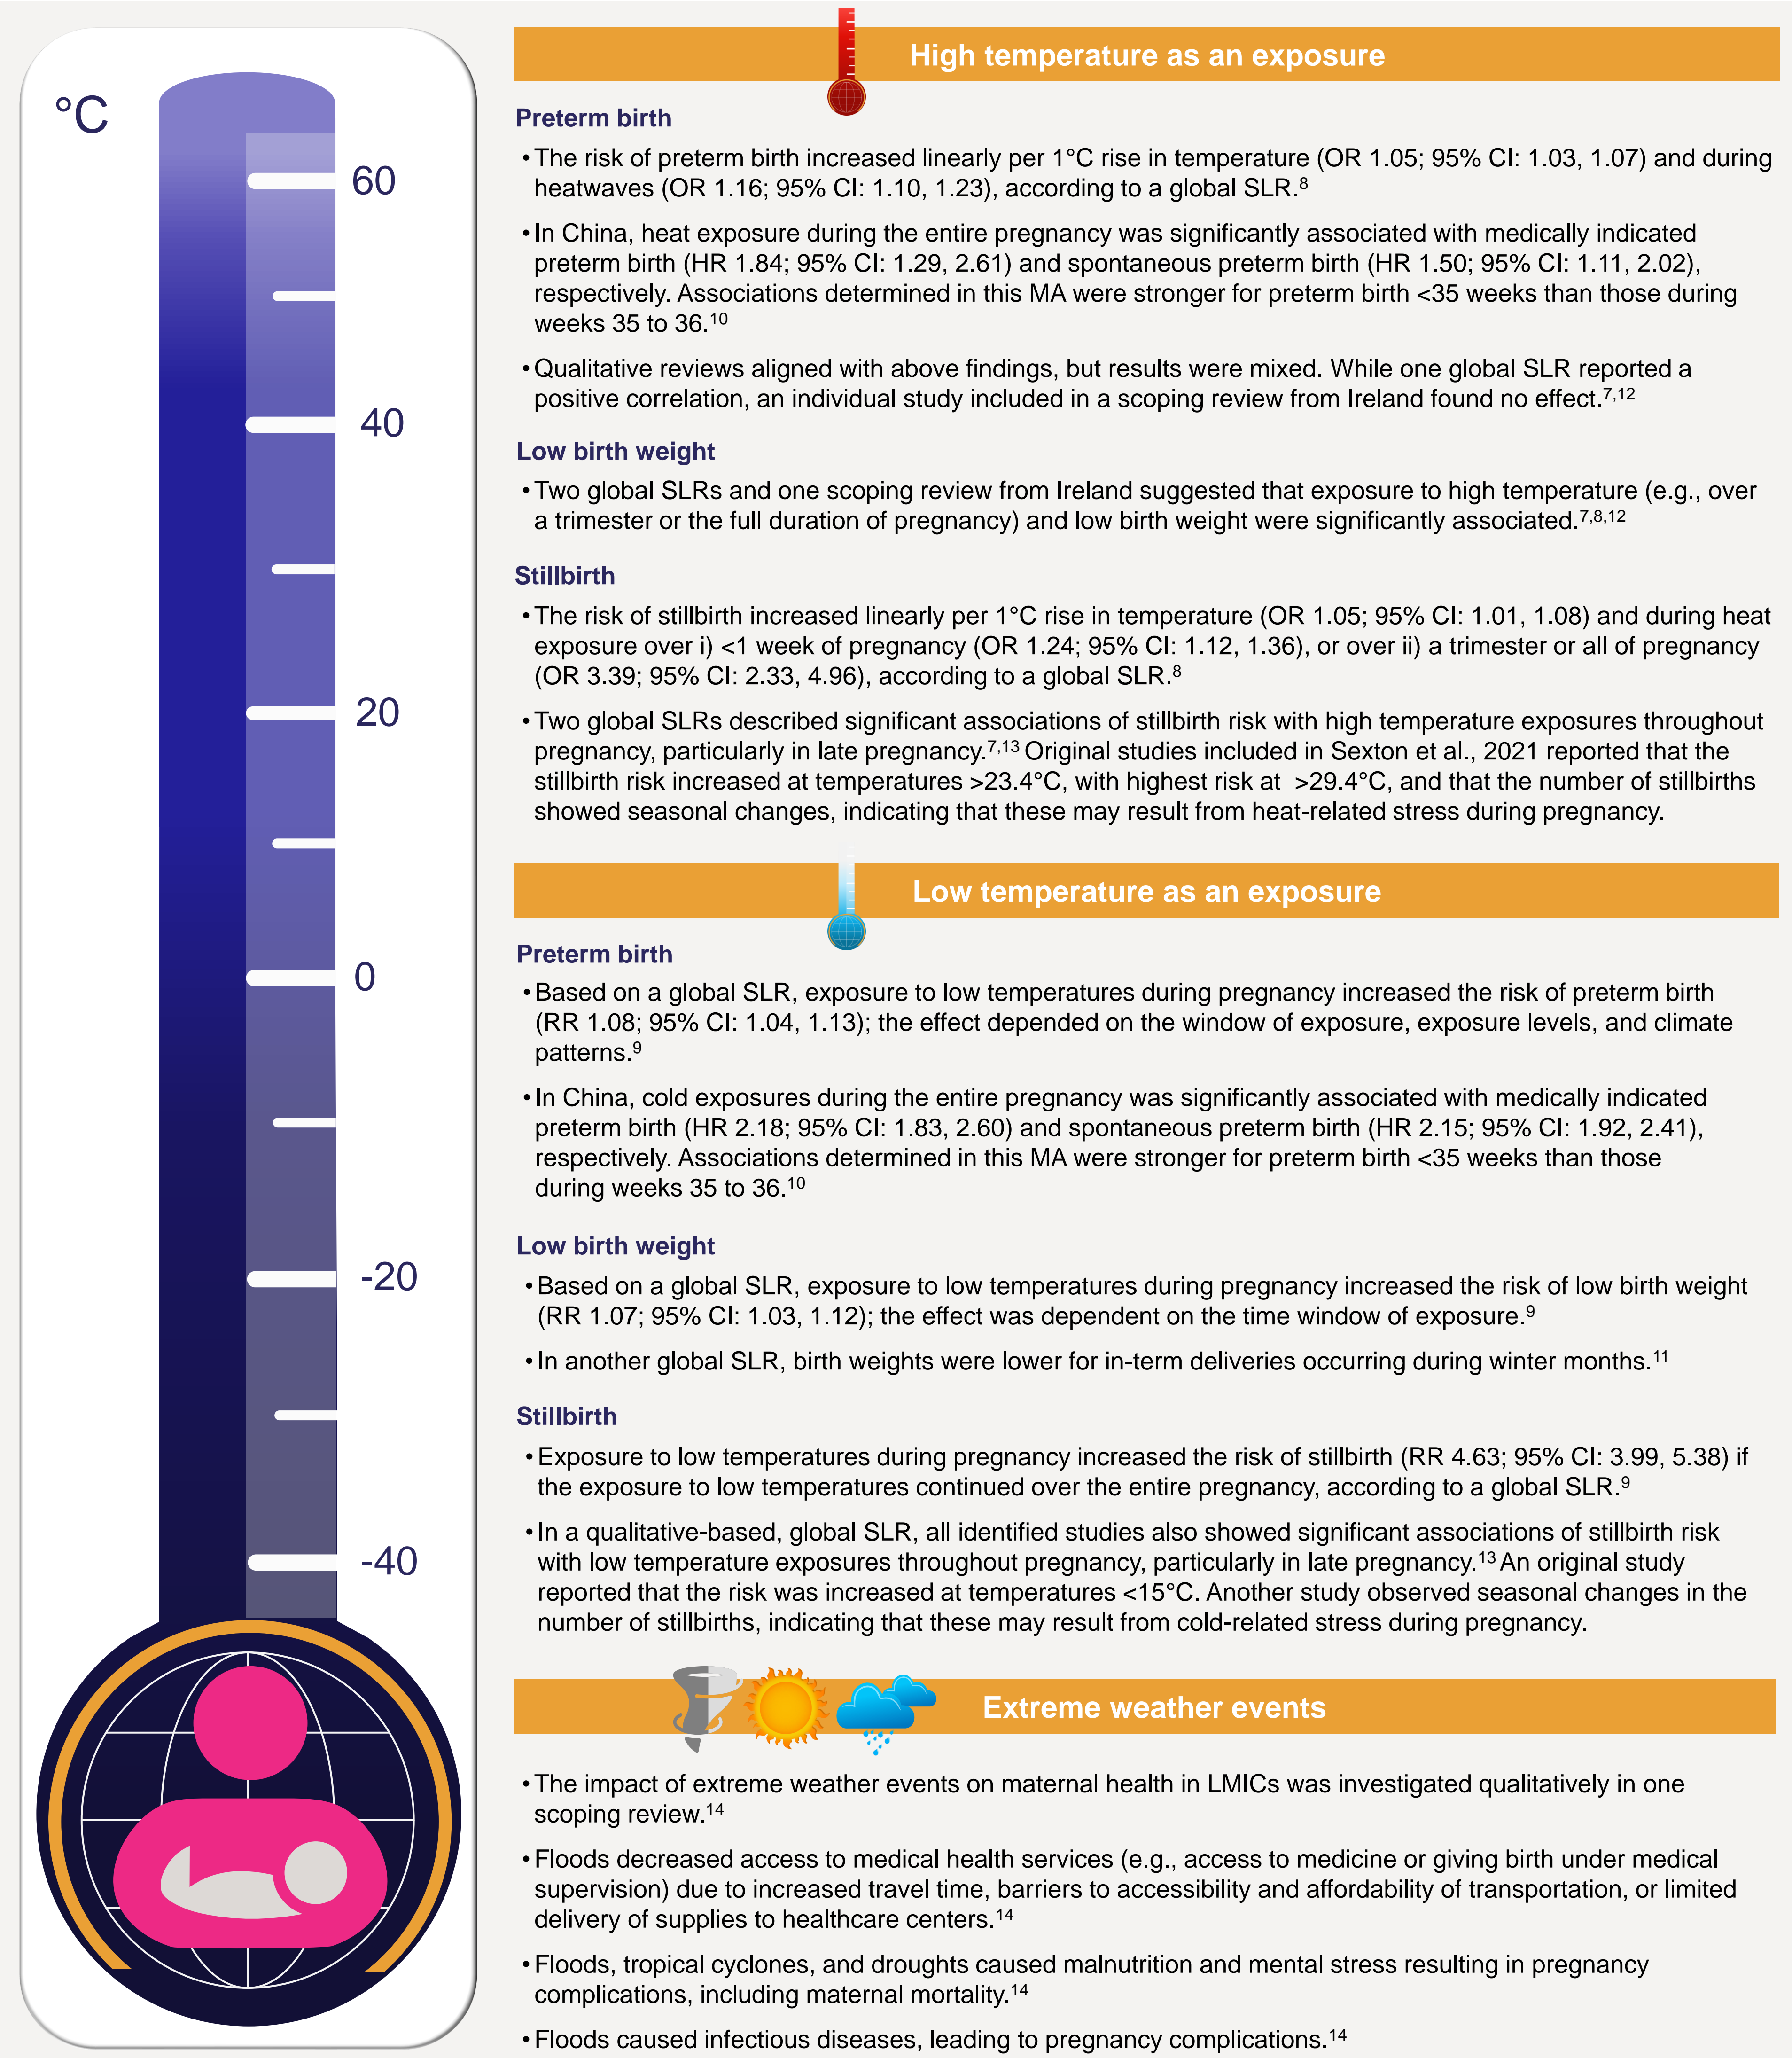 °C
60
40
20
0
-20
-40
High temperature as an exposure
Preterm birth
• The risk of preterm birth increased linearly per 1°C rise in temperature (OR 1.05; 95% CI: 1.03, 1.07) and during
heatwaves (OR 1.16; 95% CI: 1.10, 1.23), according to a global SLR.⁸
• In China, heat exposure during the entire pregnancy was significantly associated with medically indicated
preterm birth (HR 1.84; 95% CI: 1.29, 2.61) and spontaneous preterm birth (HR 1.50; 95% CI: 1.11, 2.02),
respectively. Associations determined in this MA were stronger for preterm birth <35 weeks than those during
weeks 35 to 36.¹⁰
• Qualitative reviews aligned with above findings, but results were mixed. While one global SLR reported a
positive correlation, an individual study included in a scoping review from Ireland found no effect.⁷,¹²
Low birth weight
• Two global SLRs and one scoping review from Ireland suggested that exposure to high temperature (e.g., over
a trimester or the full duration of pregnancy) and low birth weight were significantly associated.⁷,⁸,¹²
Stillbirth
• The risk of stillbirth increased linearly per 1°C rise in temperature (OR 1.05; 95% CI: 1.01, 1.08) and during heat
exposure over i) <1 week of pregnancy (OR 1.24; 95% CI: 1.12, 1.36), or over ii) a trimester or all of pregnancy
(OR 3.39; 95% CI: 2.33, 4.96), according to a global SLR.⁸
• Two global SLRs described significant associations of stillbirth risk with high temperature exposures throughout
pregnancy, particularly in late pregnancy.⁷,¹³ Original studies included in Sexton et al., 2021 reported that the
stillbirth risk increased at temperatures >23.4°C, with highest risk at >29.4°C, and that the number of stillbirths
showed seasonal changes, indicating that these may result from heat-related stress during pregnancy.
Low temperature as an exposure
Preterm birth
• Based on a global SLR, exposure to low temperatures during pregnancy increased the risk of preterm birth
(RR 1.08; 95% CI: 1.04, 1.13); the effect depended on the window of exposure, exposure levels, and climate
patterns.⁹
• In China, cold exposures during the entire pregnancy was significantly associated with medically indicated
preterm birth (HR 2.18; 95% CI: 1.83, 2.60) and spontaneous preterm birth (HR 2.15; 95% CI: 1.92, 2.41),
respectively. Associations determined in this MA were stronger for preterm birth <35 weeks than those
during weeks 35 to 36.¹⁰
Low birth weight
• Based on a global SLR, exposure to low temperatures during pregnancy increased the risk of low birth weight
(RR 1.07; 95% CI: 1.03, 1.12); the effect was dependent on the time window of exposure.⁹
• In another global SLR, birth weights were lower for in-term deliveries occurring during winter months.¹¹
Stillbirth
• Exposure to low temperatures during pregnancy increased the risk of stillbirth (RR 4.63; 95% CI: 3.99, 5.38) if
the exposure to low temperatures continued over the entire pregnancy, according to a global SLR.⁹
• In a qualitative-based, global SLR, all identified studies also showed significant associations of stillbirth risk
with low temperature exposures throughout pregnancy, particularly in late pregnancy.¹³ An original study
reported that the risk was increased at temperatures <15°C. Another study observed seasonal changes in the
number of stillbirths, indicating that these may result from cold-related stress during pregnancy.
Extreme weather events
• The impact of extreme weather events on maternal health in LMICs was investigated qualitatively in one
scoping review.¹⁴
• Floods decreased access to medical health services (e.g., access to medicine or giving birth under medical
supervision) due to increased travel time, barriers to accessibility and affordability of transportation, or limited
delivery of supplies to healthcare centers.¹⁴
• Floods, tropical cyclones, and droughts caused malnutrition and mental stress resulting in pregnancy
complications, including maternal mortality.¹⁴
• Floods caused infectious diseases, leading to pregnancy complications.¹⁴